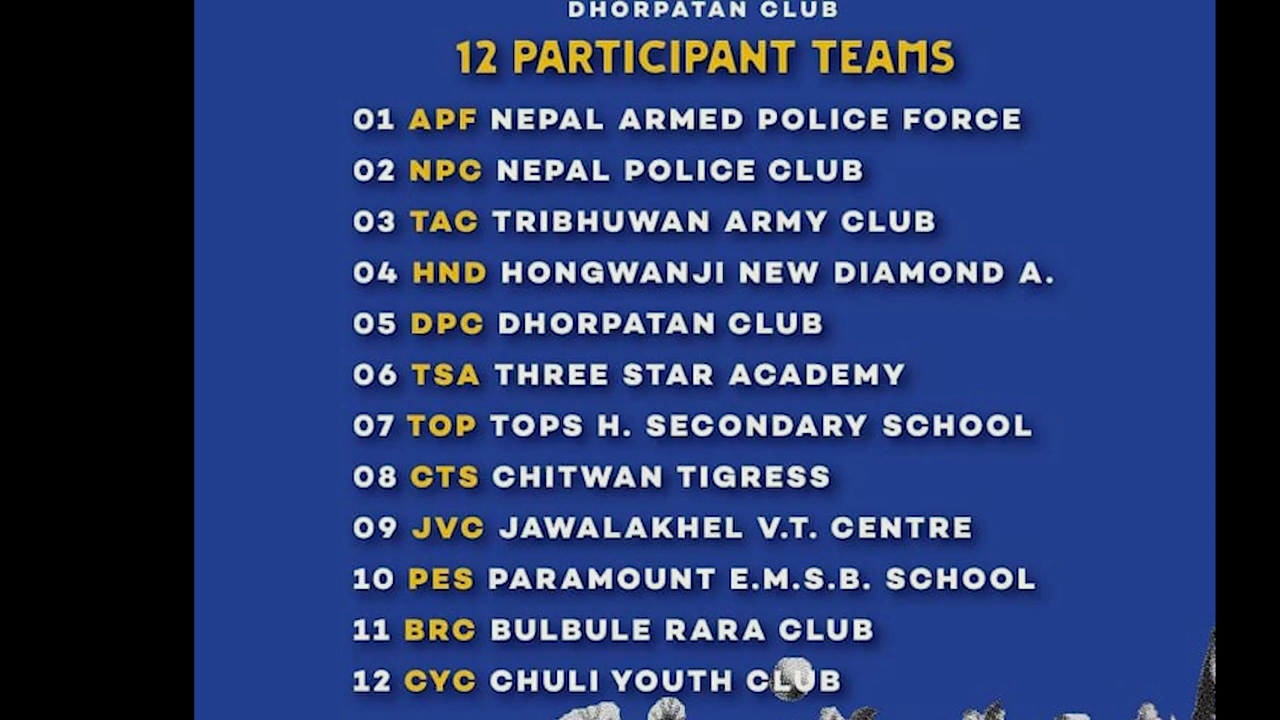 DHORPATAN CLUB
12 PARTICIPANT TEAMS
01 APF NEPAL ARMED POLICE FORCE
02 NPC NEPAL POLICE CLUB
03 TAC TRIBHUWAN ARMY CLUB
04 HND HONGWANJI NEW DIAMOND A.
05 DPC DHORPATAN CLUB
06 TSA THREE STAR ACADEMY
07 TOP TOPS H. SECONDARY SCHOOL
08 CTS CHITWAN TIGRESS
09 JVC JAWALAKHEL V.T. CENTRE
10 PES PARAMOUNT E.M.S.B. SCHOOL
11 BRC BULBULE RARA CLUB
12 CYC CHULI YOUTH CLUB